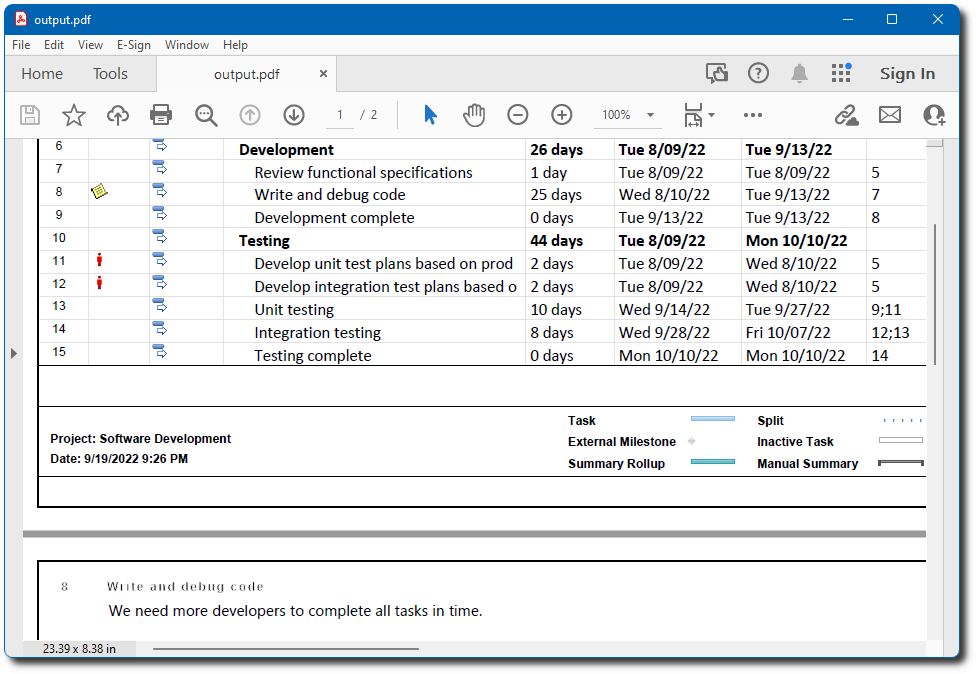 output.pdf
File Edit View E-Sign Window Help
Home Tools output.pdf × Sign In
1 / 2 100%
6 Development 26 days Tue 8/09/22 Tue 9/13/22
7 Review functional specifications 1 day Tue 8/09/22 Tue 8/09/22 5
8 Write and debug code 25 days Wed 8/10/22 Tue 9/13/22 7
9 Development complete 0 days Tue 9/13/22 Tue 9/13/22 8
10 Testing 44 days Tue 8/09/22 Mon 10/10/22
11 Develop unit test plans based on prod 2 days Tue 8/09/22 Wed 8/10/22 5
12 Develop integration test plans based o 2 days Tue 8/09/22 Wed 8/10/22 5
13 Unit testing 10 days Wed 9/14/22 Tue 9/27/22 9;11
14 Integration testing 8 days Wed 9/28/22 Fri 10/07/22 12;13
15 Testing complete 0 days Mon 10/10/22 Mon 10/10/22 14
Project: Software Development
Date: 9/19/2022 9:26 PM
Task Split
External Milestone Inactive Task
Summary Rollup Manual Summary
8 Write and debug code
We need more developers to complete all tasks in time.
23.39 x 8.38 in